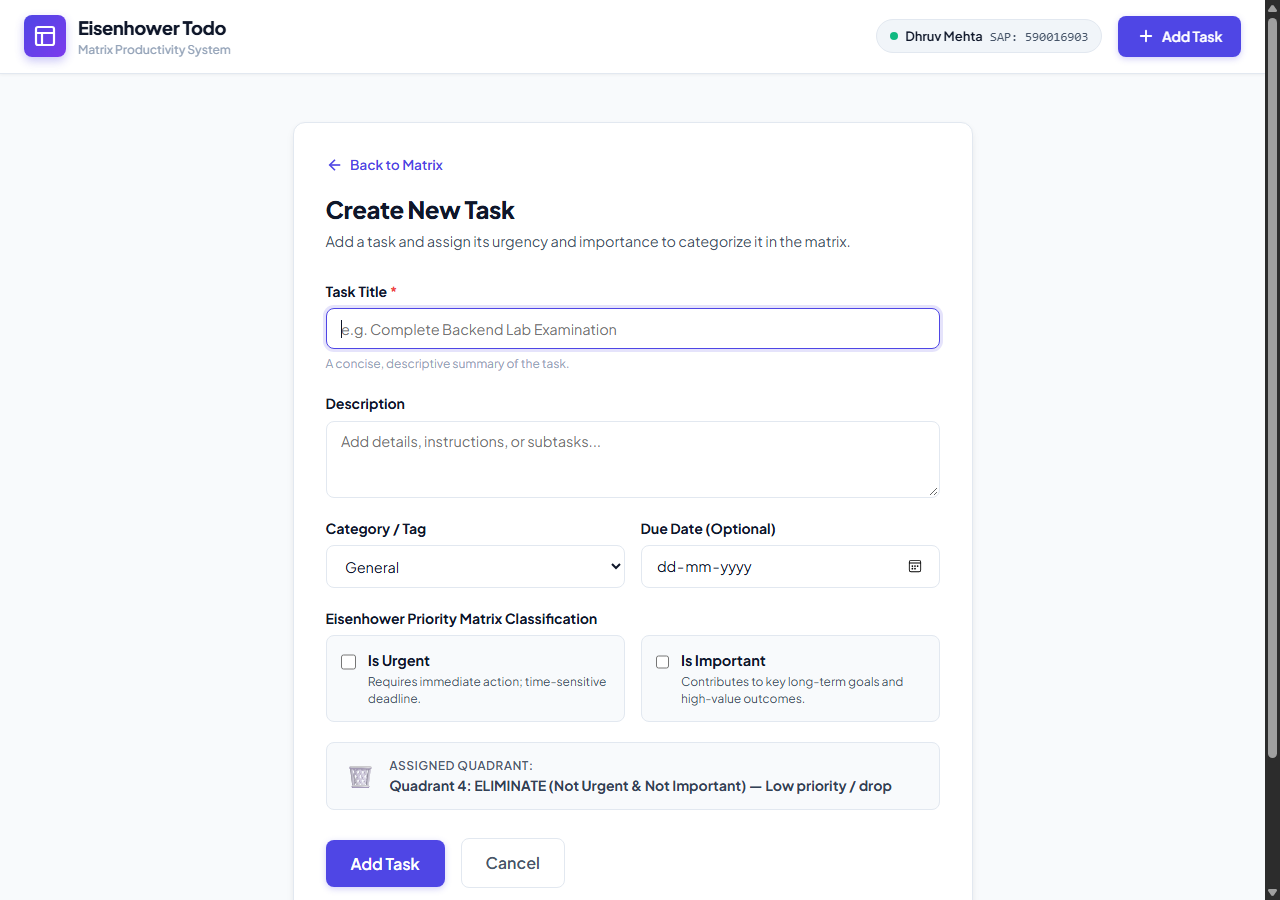 Eisenhower Todo
Matrix Productivity System
Dhruv Mehta SAP: 590016903
Add Task
Back to Matrix
Create New Task
Add a task and assign its urgency and importance to categorize it in the matrix.
Task Title *
e.g. Complete Backend Lab Examination
A concise, descriptive summary of the task.
Description
Add details, instructions, or subtasks...
Category / Tag
General
Due Date (Optional)
dd-mm-yyyy
Eisenhower Priority Matrix Classification
Is Urgent
Requires immediate action; time-sensitive
deadline.
Is Important
Contributes to key long-term goals and
high-value outcomes.
ASSIGNED QUADRANT:
Quadrant 4: ELIMINATE (Not Urgent & Not Important) — Low priority / drop
Add Task
Cancel